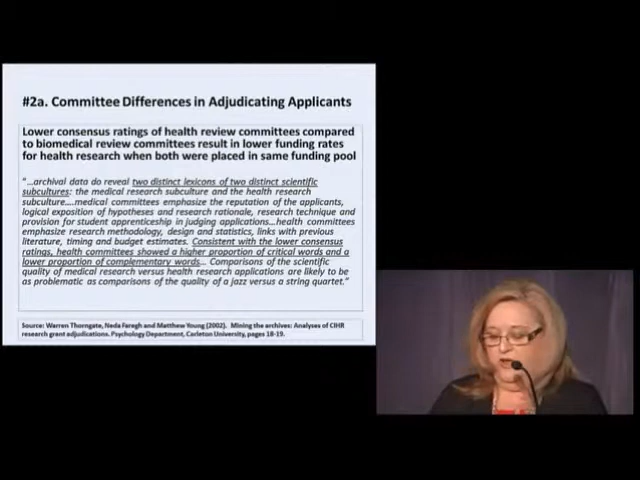 #2a. Committee Differences in Adjudicating Applicants
Lower consensus ratings of health review committees compared
to biomedical review committees result in lower funding rates
for health research when both were placed in same funding pool
"...archival data do reveal two distinct lexicons of two distinct scientific
subcultures: the medical research subculture and the health research
subculture....medical committees emphasize the reputation of the applicants,
logical exposition of hypotheses and research rationale, research technique and
provision for student apprenticeship in judging applications...health committees
emphasize research methodology, design and statistics, links with previous
literature, timing and budget estimates. Consistent with the lower consensus
ratings, health committees showed a higher proportion of critical words and a
lower proportion of complementary words... Comparisons of the scientific
quality of medical research versus health research applications are likely to be
as problematic as comparisons of the quality of a jazz versus a string quartet."
Source: Warren Thorngate, Neda Faregh and Matthew Young (2002). Mining the archives: Analyses of CIHR
research grant adjudications. Psychology Department, Carleton University, pages 18-19.